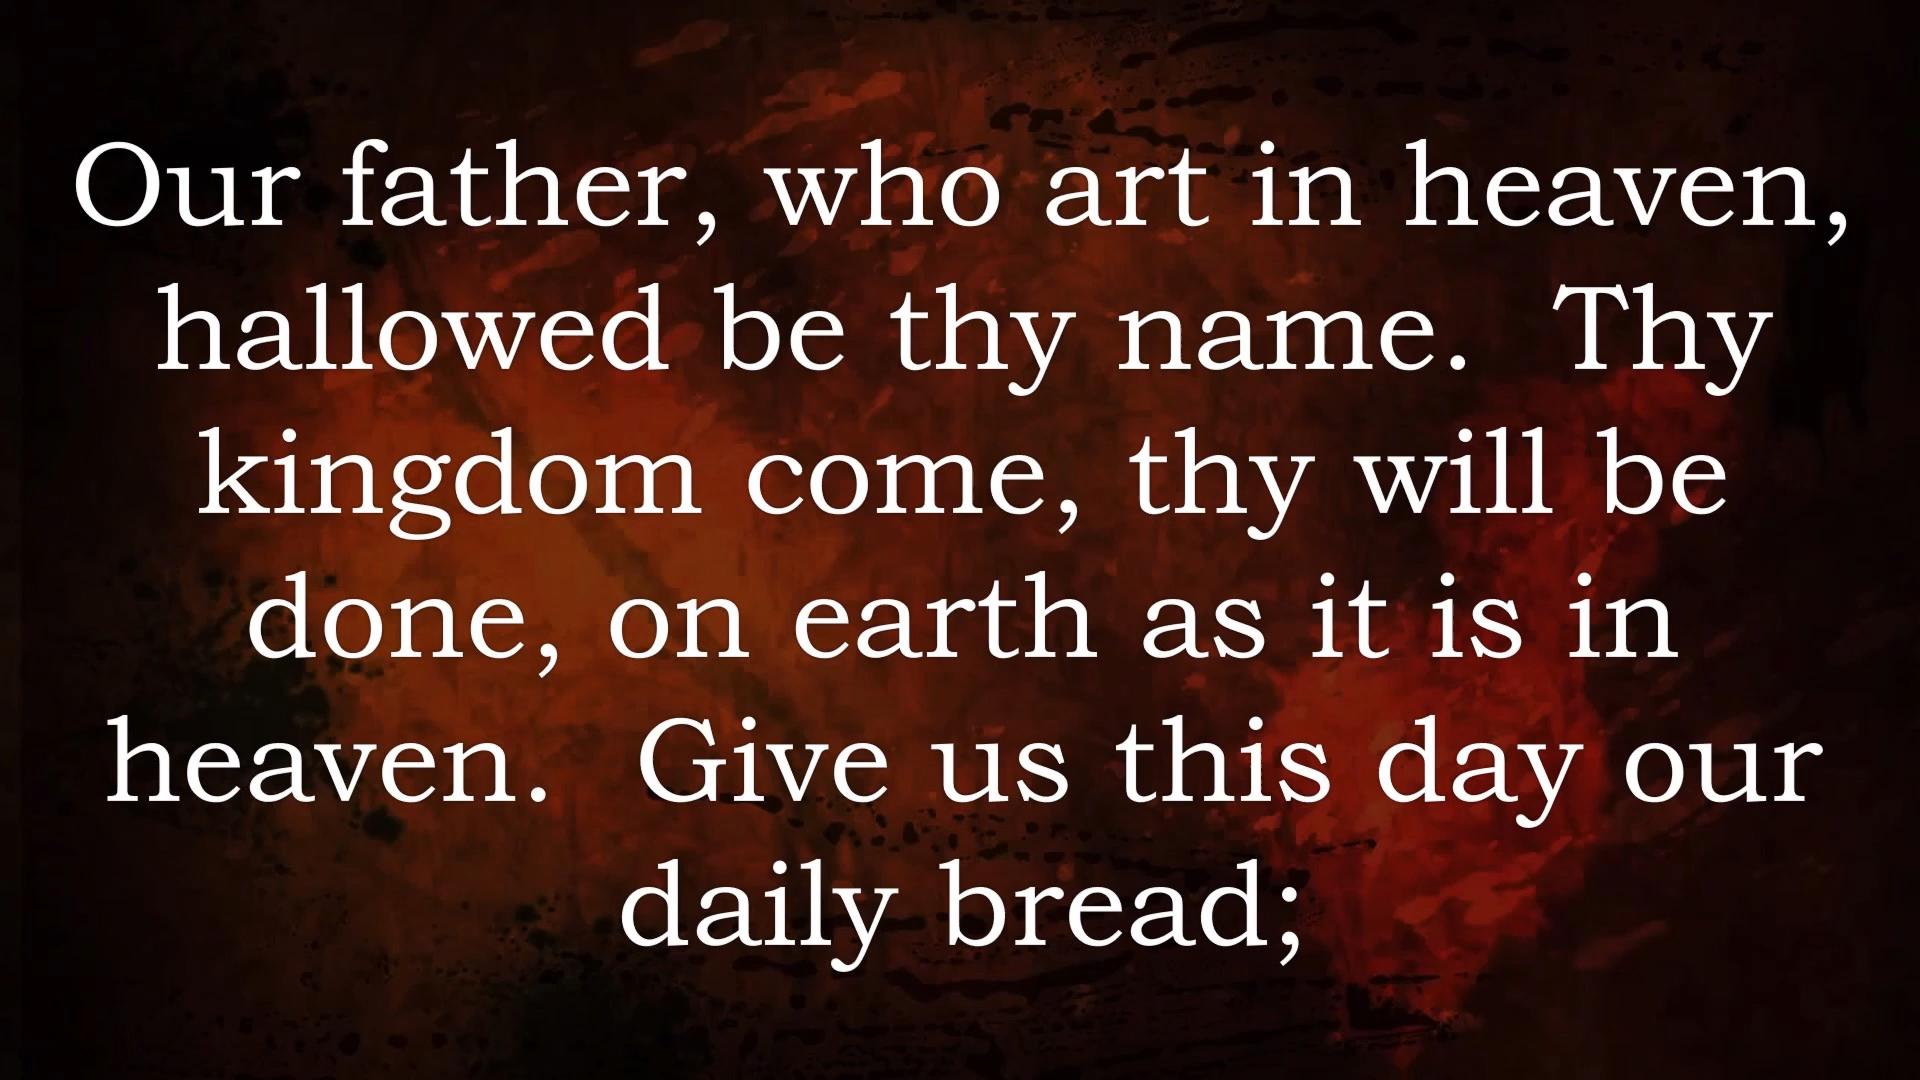 Our father, who art in heaven,
hallowed be thy name.  Thy
kingdom come, thy will be
done, on earth as it is in
heaven.  Give us this day our
daily bread;